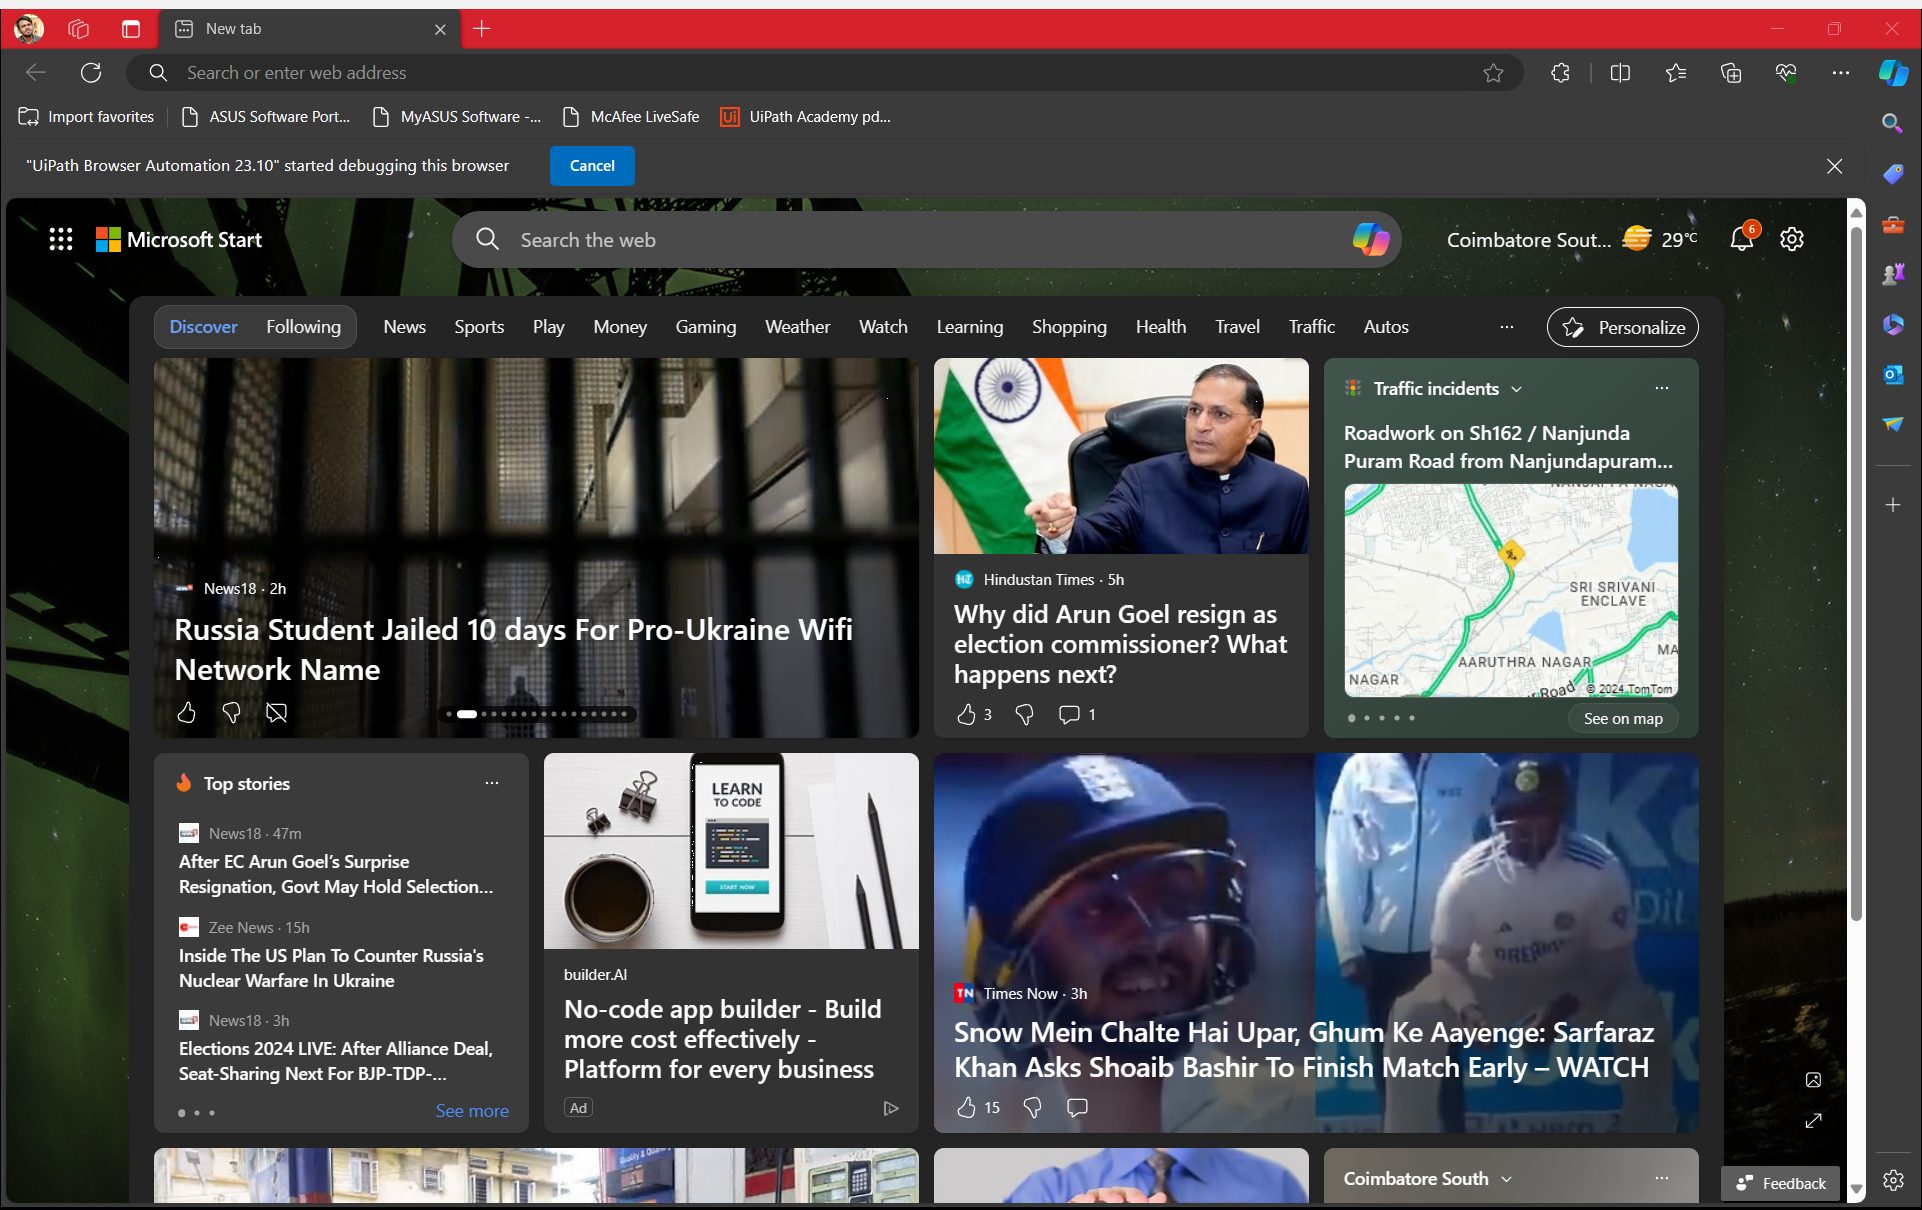 New tab
Search or enter web address
Import favorites
ASUS Software Port...
MyASUS Software -...
McAfee LiveSafe
UiPath Academy pd...
"UiPath Browser Automation 23.10" started debugging this browser
Cancel
Microsoft Start
Search the web
Coimbatore Sout...
29°C
6
Discover
Following
News
Sports
Play
Money
Gaming
Weather
Watch
Learning
Shopping
Health
Travel
Traffic
Autos
Personalize
News18 · 2h
Russia Student Jailed 10 days For Pro-Ukraine Wifi
Network Name
Hindustan Times · 5h
Why did Arun Goel resign as
election commissioner? What
happens next?
3
1
Traffic incidents
Roadwork on Sh162 / Nanjunda
Puram Road from Nanjundapuram...
SRI SRIVANI
ENCLAVE
AARUTHRA NAGAR
MA
NAGAR
Road
© 2024 TomTom
See on map
Top stories
News18 · 47m
After EC Arun Goel's Surprise
Resignation, Govt May Hold Selection...
Zee News · 15h
Inside The US Plan To Counter Russia's
Nuclear Warfare In Ukraine
News18 · 3h
Elections 2024 LIVE: After Alliance Deal,
Seat-Sharing Next For BJP-TDP-...
See more
LEARN
TO CODE
START NOW
builder.AI
No-code app builder - Build
more cost effectively -
Platform for every business
Ad
TN
Times Now · 3h
Snow Mein Chalte Hai Upar, Ghum Ke Aayenge: Sarfaraz
Khan Asks Shoaib Bashir To Finish Match Early – WATCH
15
Coimbatore South
Feedback